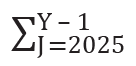 ∑ Y − 1
J = 2025